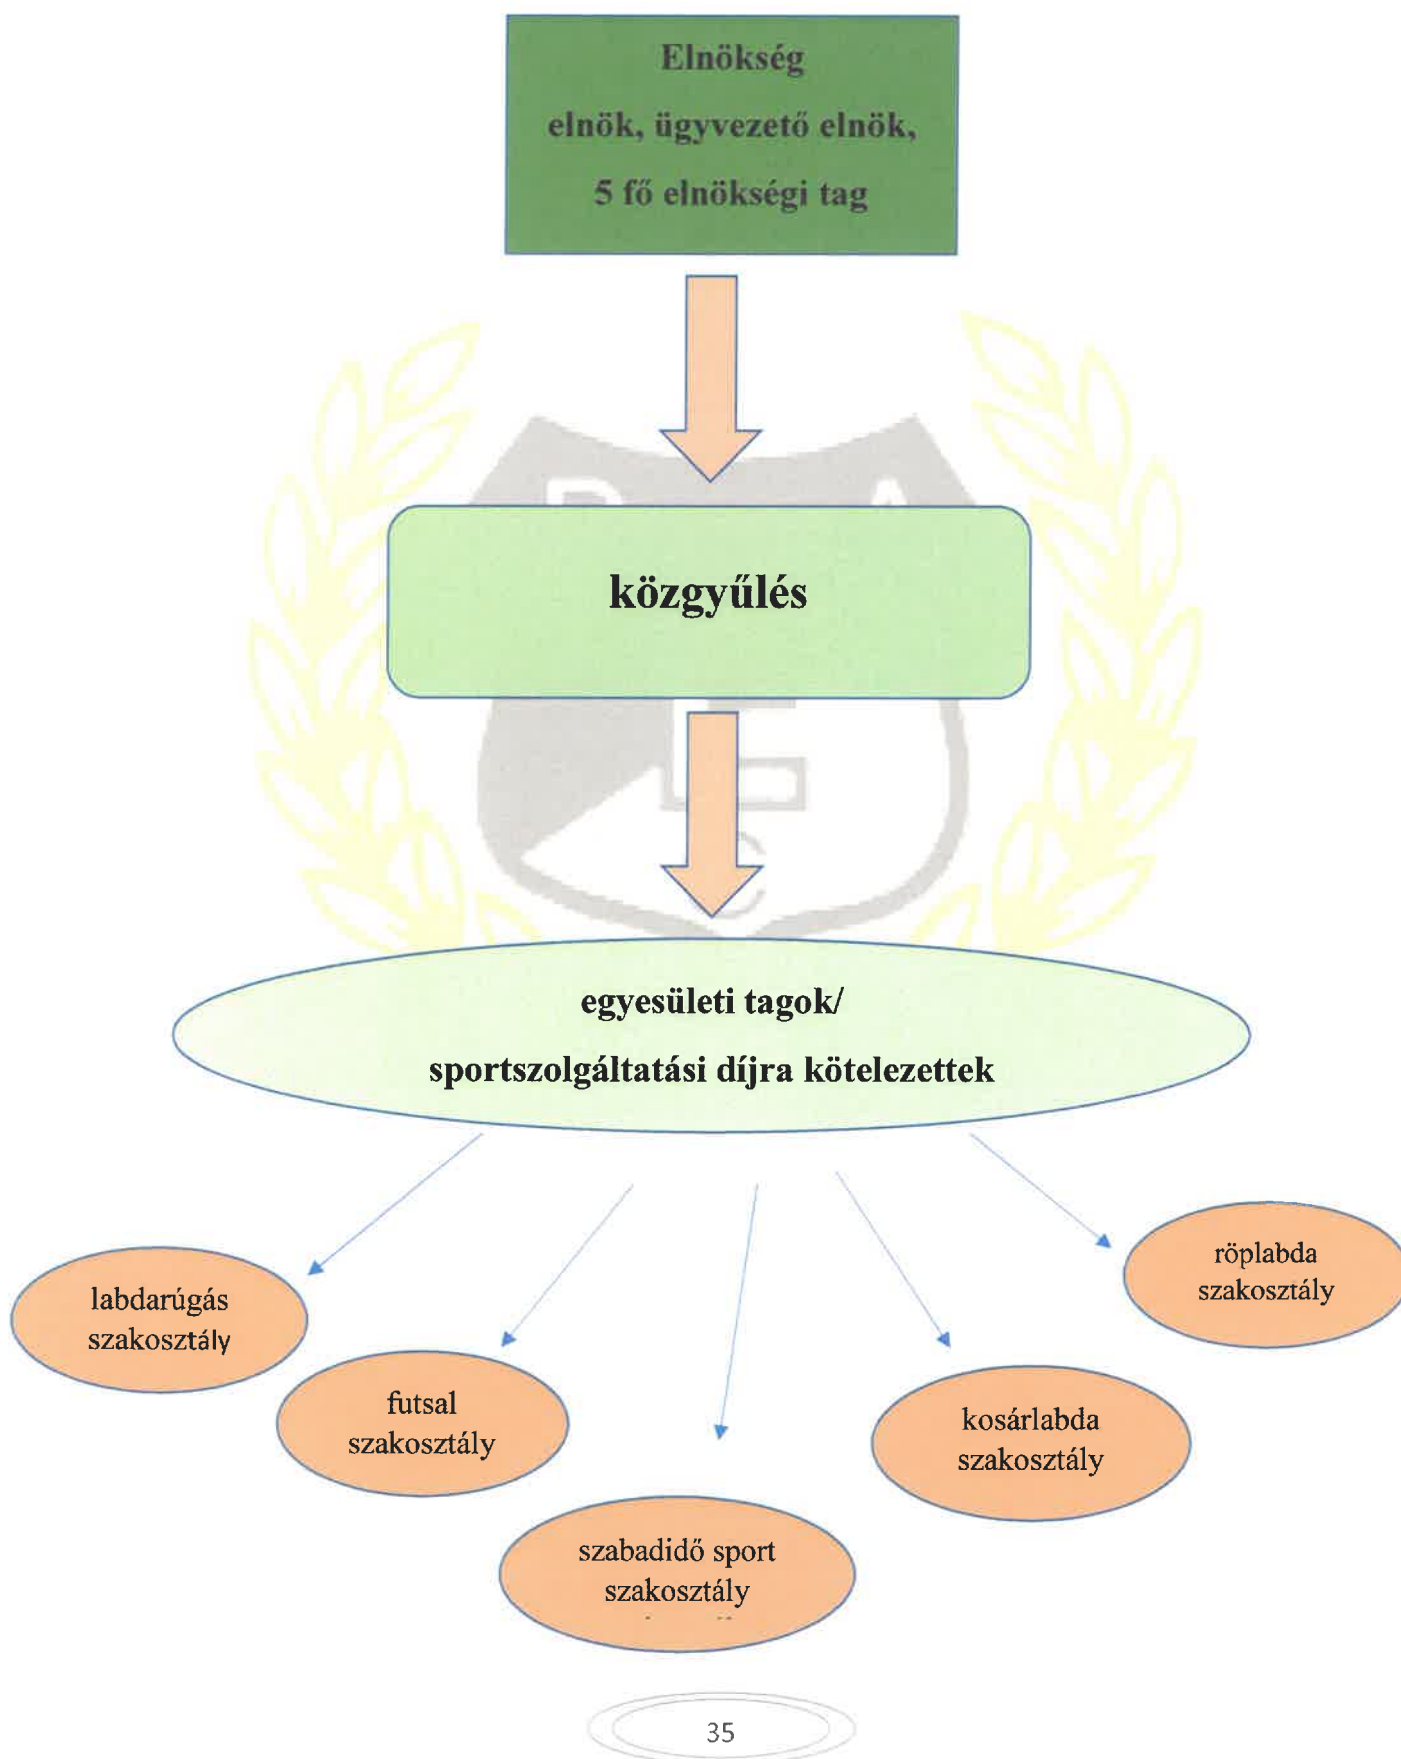 Elnökség
elnök, ügyvezető elnök,
5 fő elnökségi tag
közgyűlés
E
C
egyesületi tagok/
sportszolgáltatási díjra kötelezettek
röplabda
szakosztály
labdarúgás
szakosztály
futsal
szakosztály
kosárlabda
szakosztály
szabadidő sport
szakosztály
35